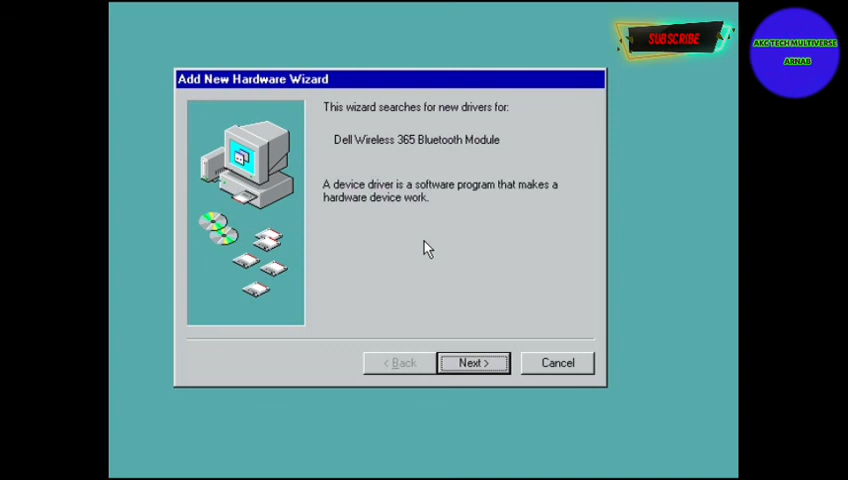 SUBSCRIBE
AKC TECH MULTIVERSE
ARNAB
Add New Hardware Wizard
This wizard searches for new drivers for:
Dell Wireless 365 Bluetooth Module
A device driver is a software program that makes a
hardware device work.
< Back
Next >
Cancel